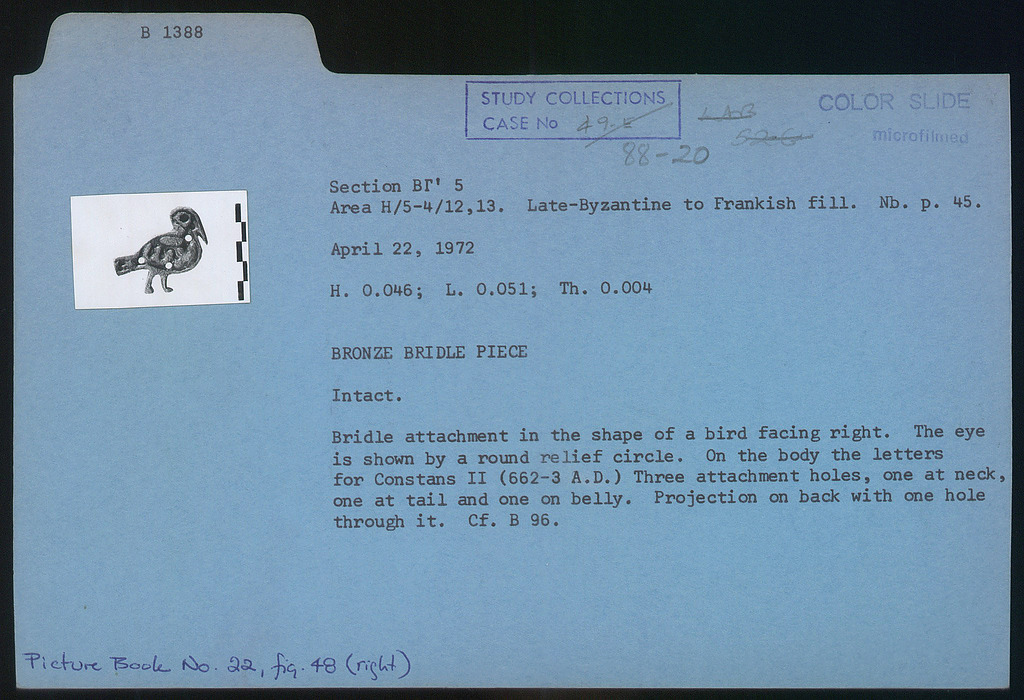 B 1388
STUDY COLLECTIONS
CASE No 49-E
LAB
COLOR SLIDE
microfilmed
88-20
Section ΒΓ' 5
Area H/5-4/12,13. Late-Byzantine to Frankish fill. Nb. p. 45.
April 22, 1972
H. 0.046; L. 0.051; Th. 0.004
BRONZE BRIDLE PIECE
Intact.
Bridle attachment in the shape of a bird facing right. The eye
is shown by a round relief circle. On the body the letters
for Constans II (662-3 A.D.) Three attachment holes, one at neck,
one at tail and one on belly. Projection on back with one hole
through it. Cf. B 96.
Picture Book No. 22, fig. 48 (right)